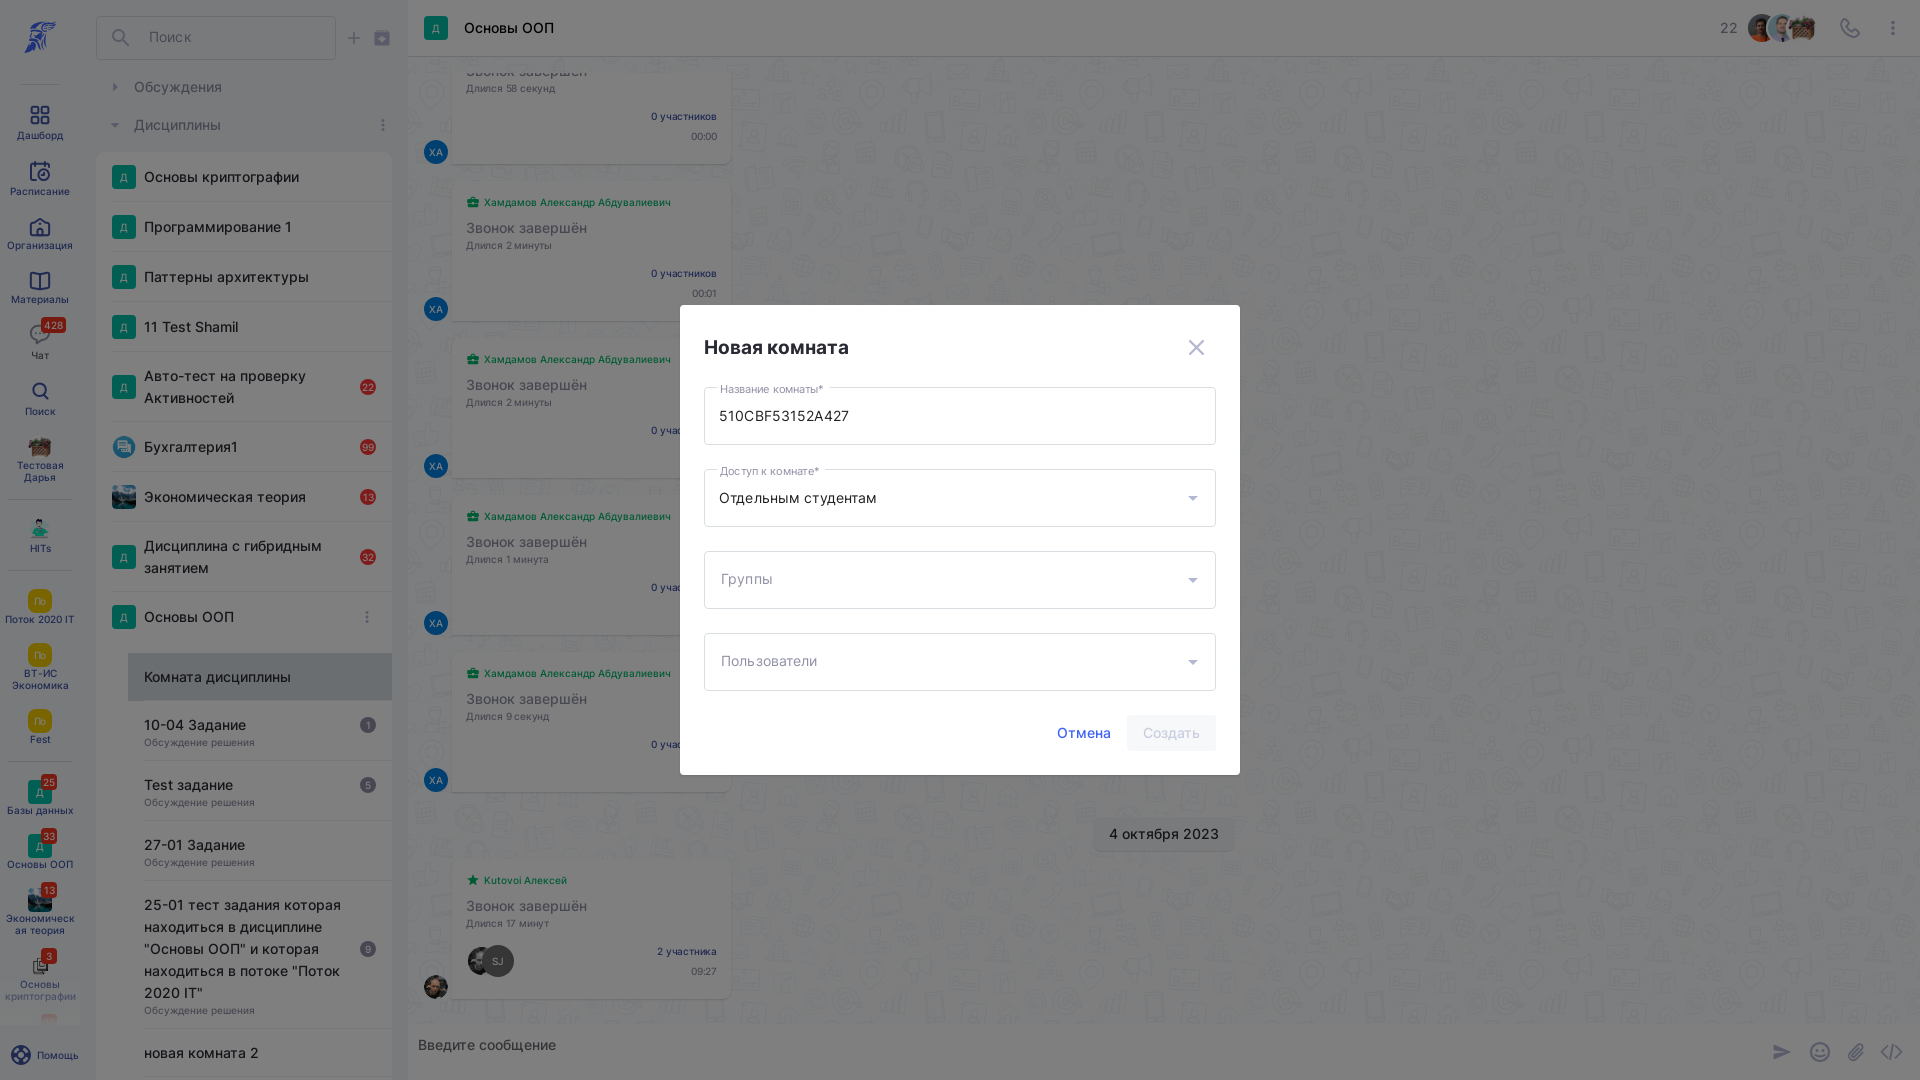 Поиск
Обсуждения
Дисциплины
Дашборд
Расписание
Организация
Материалы
428
Чат
Поиск
Тестовая
Дарья
HITs
По
Поток 2020 IT
По
ВТ-ИС
Экономика
По
Fest
25
Д
Базы данных
33
Д
Основы ООП
13
Экономическ
ая теория
3
Основы
криптографии
Помощь
Д
Основы криптографии
Д
Программирование 1
Д
Паттерны архитектуры
Д
11 Test Shamil
Д
Авто-тест на проверку
Активностей
22
Бухгалтерия1
99
Экономическая теория
13
Д
Дисциплина с гибридным
занятием
32
Д
Основы ООП
Комната дисциплины
10-04 Задание
Обсуждение решения
1
Test задание
Обсуждение решения
5
27-01 Задание
Обсуждение решения
25-01 тест задания которая
находиться в дисциплине
"Основы ООП" и которая
находиться в потоке "Поток
2020 IT"
Обсуждение решения
9
новая комната 2
Д
Основы ООП
22
Звонок завершён
Длился 58 секунд
0 участников
00:00
ХА
Хамдамов Александр Абдувалиевич
Звонок завершён
Длился 2 минуты
0 участников
00:01
ХА
Хамдамов Александр Абдувалиевич
Звонок завершён
Длился 2 минуты
0 учас
ХА
Хамдамов Александр Абдувалиевич
Звонок завершён
Длился 1 минута
0 учас
ХА
Хамдамов Александр Абдувалиевич
Звонок завершён
Длился 9 секунд
0 учас
ХА
4 октября 2023
Kutovoi Алексей
Звонок завершён
Длился 17 минут
SJ
2 участника
09:27
Введите сообщение
Новая комната
Название комнаты*
510CBF53152A427
Доступ к комнате*
Отдельным студентам
Группы
Пользователи
Отмена
Создать